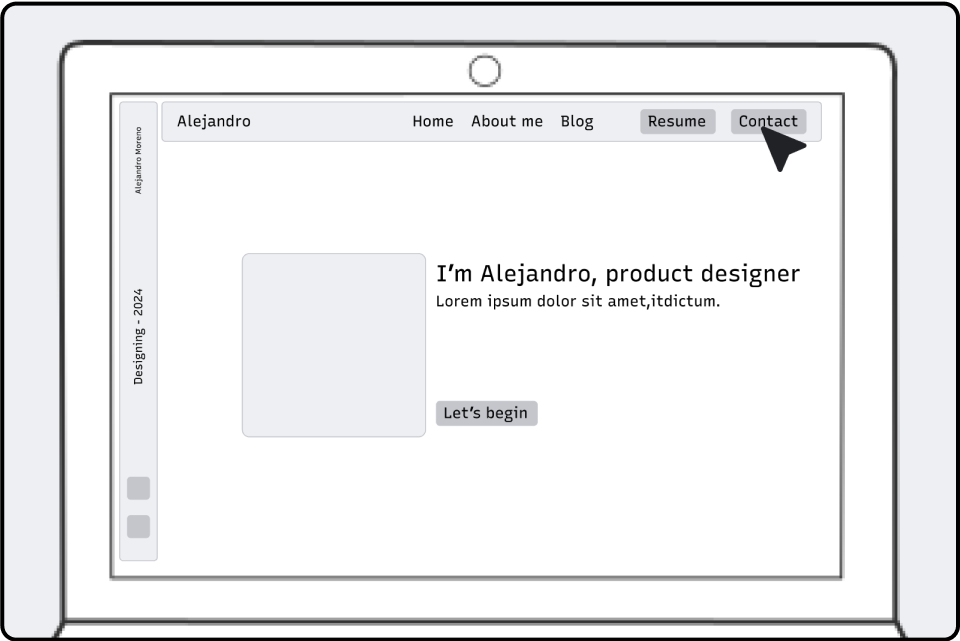 Alejandro Home About me Blog Resume Contact
Alejandro Moreno
Designing - 2024
I'm Alejandro, product designer
Lorem ipsum dolor sit amet,itdictum.
Let's begin